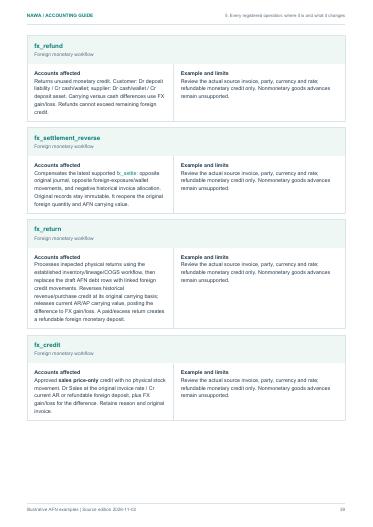 NAWA / ACCOUNTING GUIDE
5. Every registered operation: where it is and what it changes
fx_refund
Foreign monetary workflow
Accounts affected
Returns unused monetary credit. Customer: Dr deposit
liability / Cr cash/wallet; supplier: Dr cash/wallet / Cr
deposit asset. Carrying versus cash differences use FX
gain/loss. Refunds cannot exceed remaining foreign
credit.
Example and limits
Review the actual source invoice, party, currency and rate;
refundable monetary credit only. Nonmonetary goods advances
remain unsupported.
fx_settlement_reverse
Foreign monetary workflow
Accounts affected
Compensates the latest supported fx_settle: opposite
original journal, opposite foreign-exposure/wallet
movements, and negative historical invoice allocation.
Original records stay immutable. It reopens the original
foreign quantity and AFN carrying value.
Example and limits
Review the actual source invoice, party, currency and rate;
refundable monetary credit only. Nonmonetary goods advances
remain unsupported.
fx_return
Foreign monetary workflow
Accounts affected
Processes inspected physical returns using the
established inventory/lineage/COGS workflow, then
replaces the draft AFN debt rows with linked foreign
credit movements. Reverses historical
revenue/purchase credit at its original carrying basis;
releases current AR/AP carrying value, posting the
difference to FX gain/loss. A paid/excess return creates
a refundable foreign monetary deposit.
Example and limits
Review the actual source invoice, party, currency and rate;
refundable monetary credit only. Nonmonetary goods advances
remain unsupported.
fx_credit
Foreign monetary workflow
Accounts affected
Approved sales price-only credit with no physical stock
movement. Dr Sales at the original invoice rate / Cr
current AR or refundable foreign deposit, plus FX
gain/loss for the difference. Retains reason and original
invoice.
Example and limits
Review the actual source invoice, party, currency and rate;
refundable monetary credit only. Nonmonetary goods advances
remain unsupported.
Illustrative AFN examples | Source edition